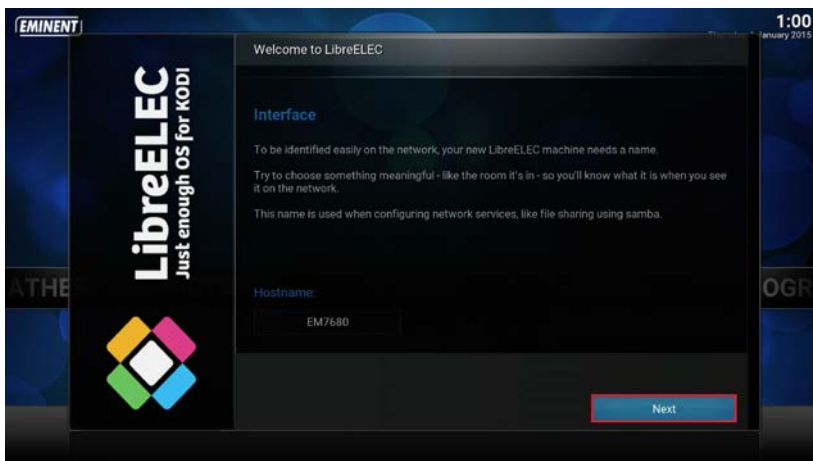 EMINENT
1:00
January 2015
Welcome to LibreELEC
LibreELEC
Just enough OS for KODI
Interface
To be identified easily on the network, your new LibreELEC machine needs a name.
Try to choose something meaningful - like the room it's in - so you'll know what it is when you see
it on the network.
This name is used when configuring network services, like file sharing using samba.
ATHE
OGR
Hostname:
EM7680
Next